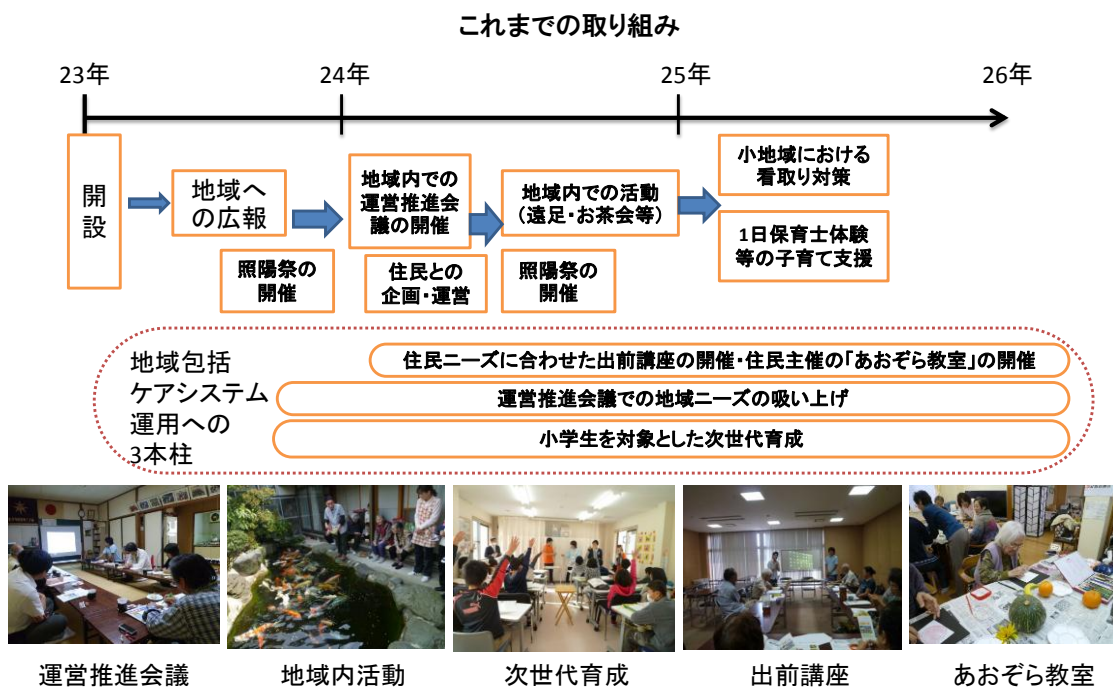 これまでの取り組み
23年
24年
25年
26年
開
設
地域へ
の広報
照陽祭の
開催
地域内での
運営推進会
議の開催
住民との
企画・運営
地域内での活動
（遠足・お茶会等）
照陽祭の
開催
小地域における
看取り対策
1日保育士体験
等の子育て支援
地域包括
ケアシステム
運用への
3本柱
住民ニーズに合わせた出前講座の開催・住民主催の「あおぞら教室」の開催
運営推進会議での地域ニーズの吸い上げ
小学生を対象とした次世代育成
運営推進会議
地域内活動
次世代育成
出前講座
あおぞら教室